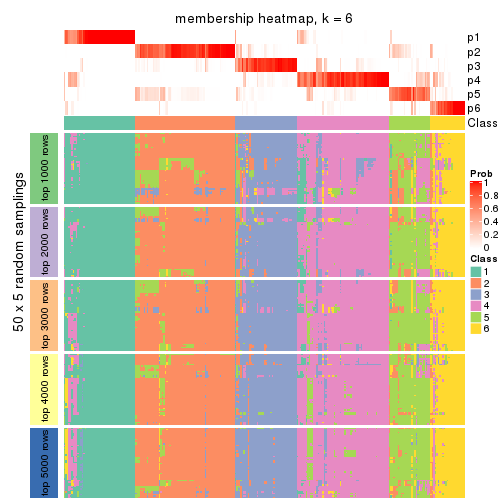 membership heatmap, k = 6
p1
p2
p3
p4
p5
p6
Class
50 x 5 random samplings
top 1000 rows
top 2000 rows
top 3000 rows
top 4000 rows
top 5000 rows
Prob
1
0.8
0.6
0.4
0.2
0
Class
1
2
3
4
5
6